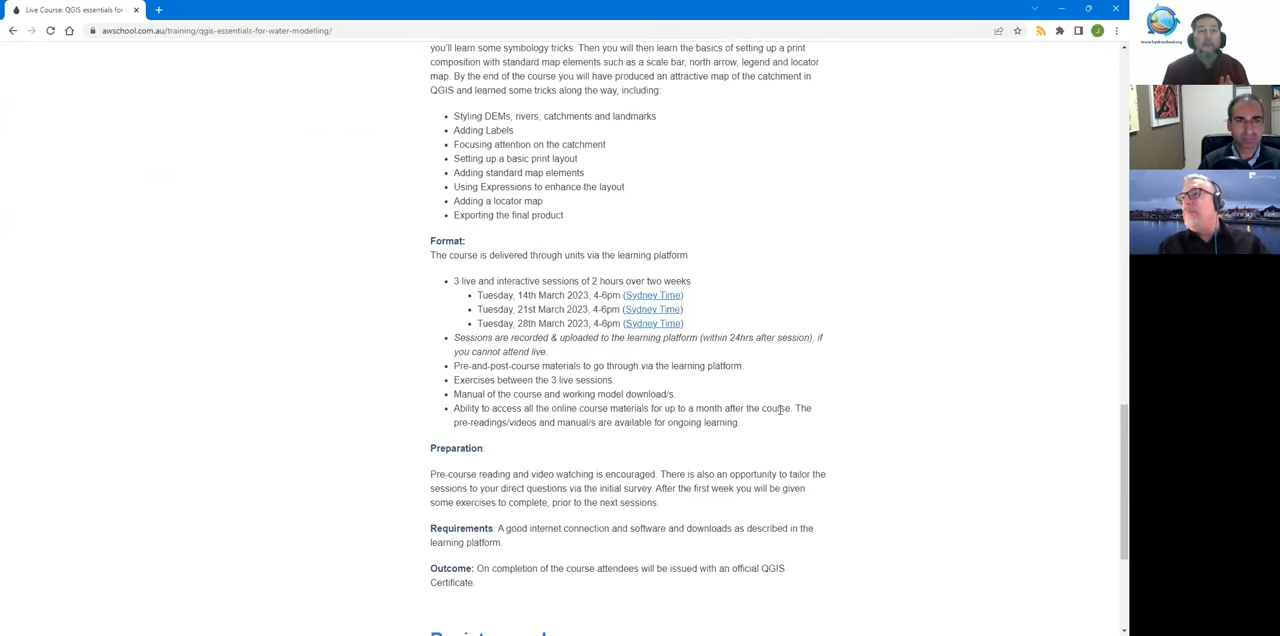 Live Course: QGIS essentials for
awschool.com.au/training/qgis-essentials-for-water-modelling/
J
you'll learn some symbology tricks. Then you will then learn the basics of setting up a print
composition with standard map elements such as a scale bar, north arrow, legend and locator
map. By the end of the course you will have produced an attractive map of the catchment in
QGIS and learned some tricks along the way, including:
Styling DEMs, rivers, catchments and landmarks
Adding Labels
Focusing attention on the catchment
Setting up a basic print layout
Adding standard map elements
Using Expressions to enhance the layout
Adding a locator map
Exporting the final product
Format:
The course is delivered through units via the learning platform
3 live and interactive sessions of 2 hours over two weeks
Tuesday, 14th March 2023, 4-6pm (Sydney Time)
Tuesday, 21st March 2023, 4-6pm (Sydney Time)
Tuesday, 28th March 2023, 4-6pm (Sydney Time)
Sessions are recorded & uploaded to the learning platform (within 24hrs after session), if
you cannot attend live.
Pre-and-post-course materials to go through via the learning platform.
Exercises between the 3 live sessions.
Manual of the course and working model download/s.
Ability to access all the online course materials for up to a month after the course. The
pre-readings/videos and manual/s are available for ongoing learning.
Preparation:
Pre-course reading and video watching is encouraged. There is also an opportunity to tailor the
sessions to your direct questions via the initial survey. After the first week you will be given
some exercises to complete, prior to the next sessions.
Requirements: A good internet connection and software and downloads as described in the
learning platform.
Outcome: On completion of the course attendees will be issued with an official QGIS
Certificate.
www.hydroschool.org